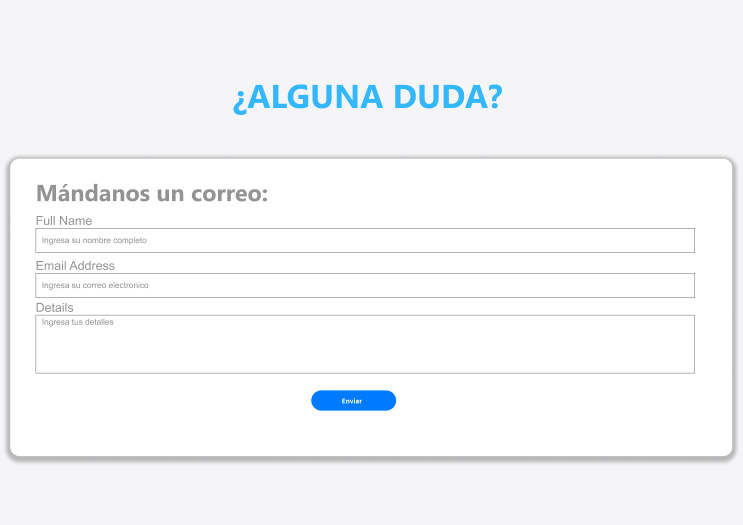 ¿ALGUNA DUDA?
Mándanos un correo:
Full Name
Ingresa su nombre completo
Email Address
Ingresa su correo electronico
Details
Ingresa tus detalles
Enviar